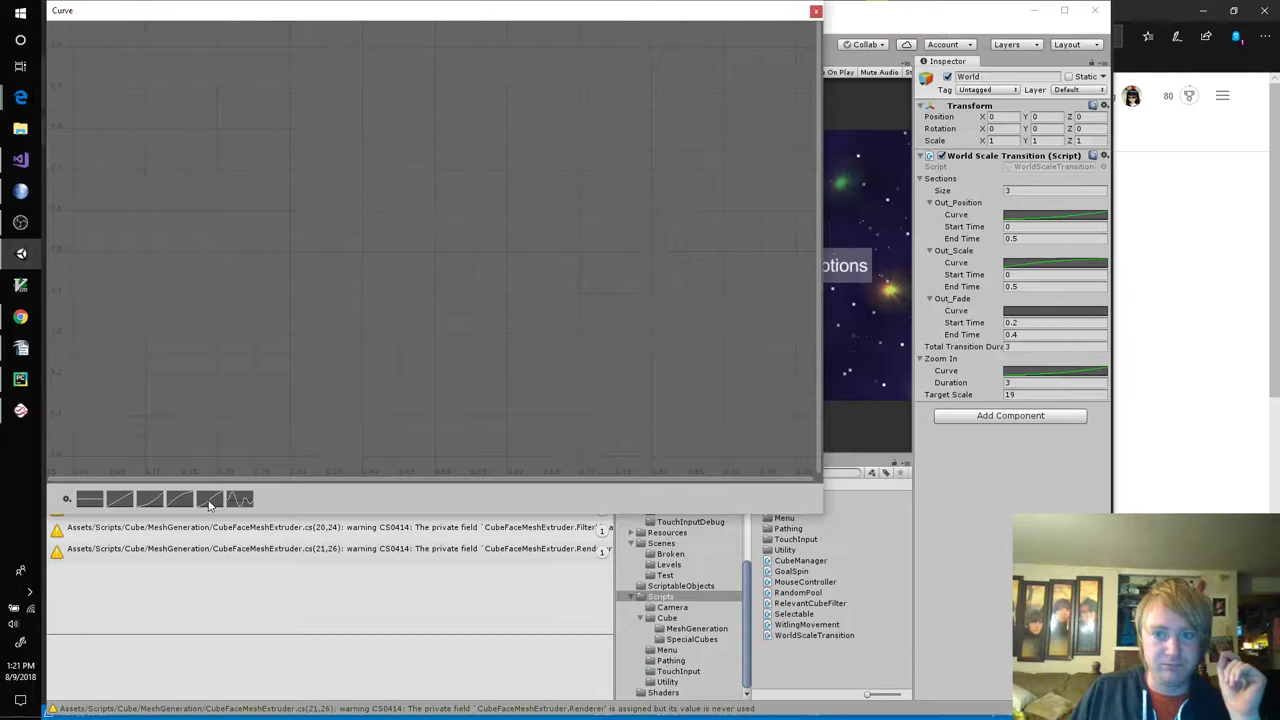 Curve
Collab
Account
Layers
Layout
On Play
Mute Audio
St
Inspector
World
Static
Tag
Untagged
Layer
Default
80
Transform
Position X 0 Y 0 Z 0
Rotation X 0 Y 0 Z 0
Scale X 1 Y 1 Z 1
World Scale Transition (Script)
Script WorldScaleTransition
Sections
Size 3
Out_Position
Curve
Start Time 0
End Time 0.5
Out_Scale
Curve
Start Time 0
End Time 0.5
Out_Fade
Curve
Start Time 0.2
End Time 0.4
Total Transition Dura 3
Zoom In
Curve
Duration 3
Target Scale 19
Add Component
ptions
Assets/Scripts/Cube/MeshGeneration/CubeFaceMeshExtruder.cs(20,24): warning CS0414: The private field `CubeFaceMeshExtruder.Filter' 1
Assets/Scripts/Cube/MeshGeneration/CubeFaceMeshExtruder.cs(21,26): warning CS0414: The private field `CubeFaceMeshExtruder.Render 1
TouchInputDebug
Resources
Scenes
Broken
Levels
Test
ScriptableObjects
Scripts
Camera
Cube
MeshGeneration
SpecialCubes
Menu
Pathing
TouchInput
Utility
Shaders
Menu
Pathing
TouchInput
Utility
CubeManager
GoalSpin
MouseController
RandomPool
RelevantCubeFilter
Selectable
WitlingMovement
WorldScaleTransition
1:21 PM
8/9/2018
Assets/Scripts/Cube/MeshGeneration/CubeFaceMeshExtruder.cs(21,26): warning CS0414: The private field `CubeFaceMeshExtruder.Renderer' is assigned but its value is never used